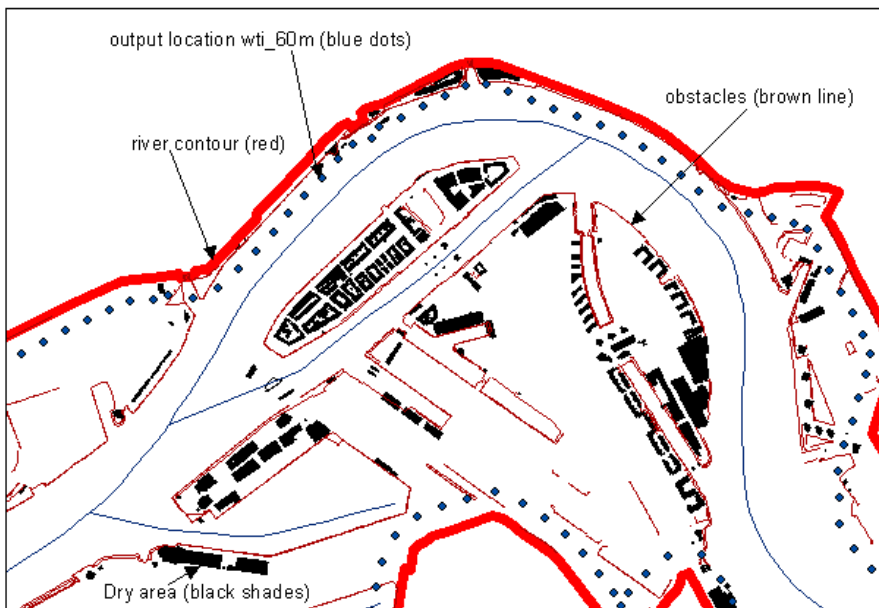 output location wti_60m (blue dots)
obstacles (brown line)
river contour (red)
Dry area (black shades)